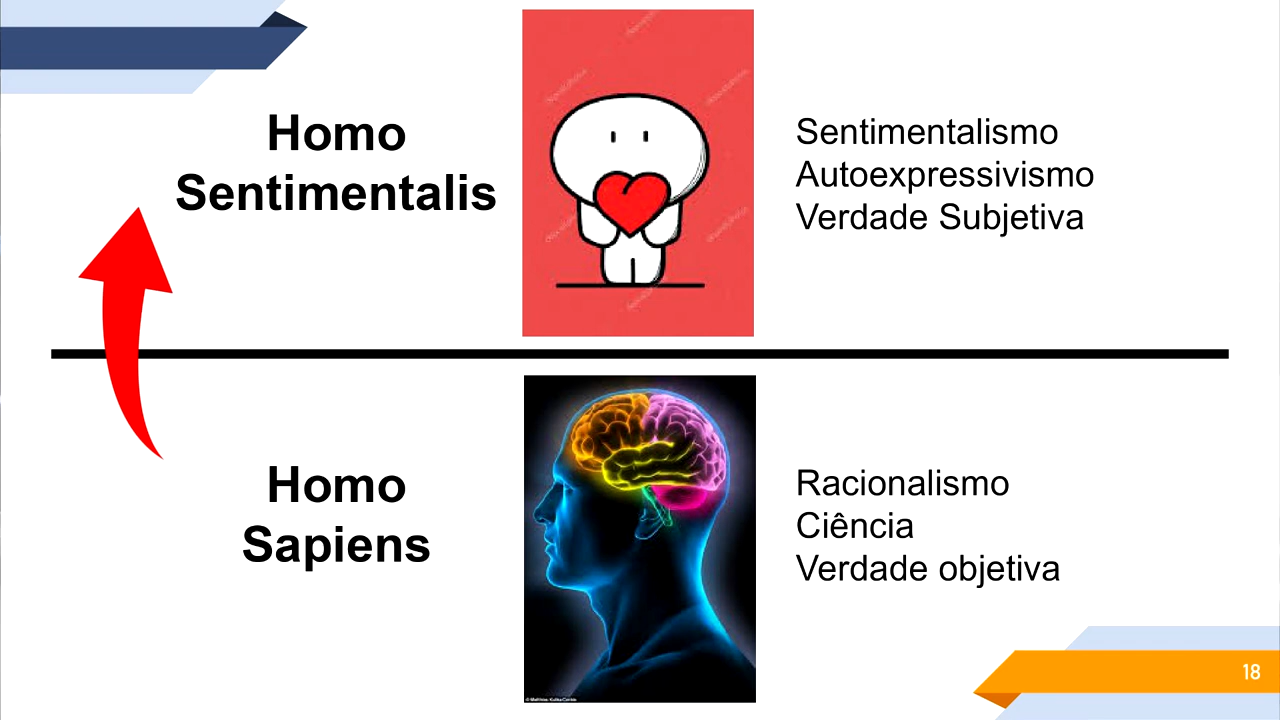 Homo
Sentimentalis
Sentimentalismo
Autoexpressivismo
Verdade Subjetiva
Homo
Sapiens
Racionalismo
Ciência
Verdade objetiva
18